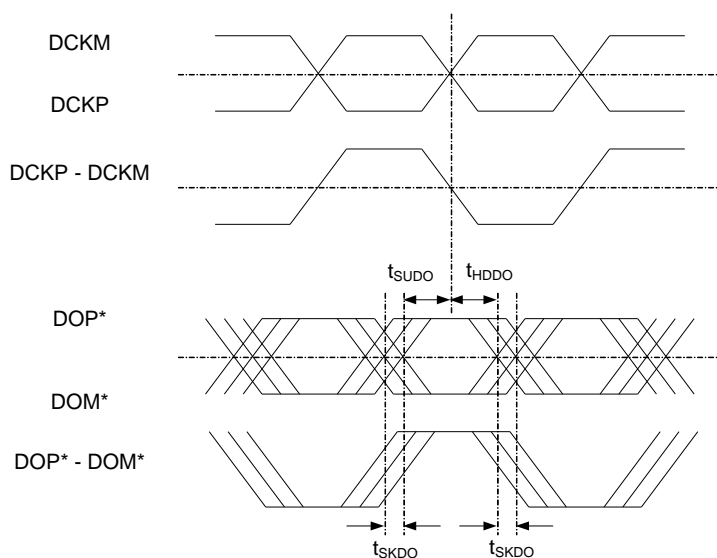 DCKM
DCKP
DCKP - DCKM
tSUDO tHDDO
DOP*
DOM*
DOP* - DOM*
tSKDO tSKDO